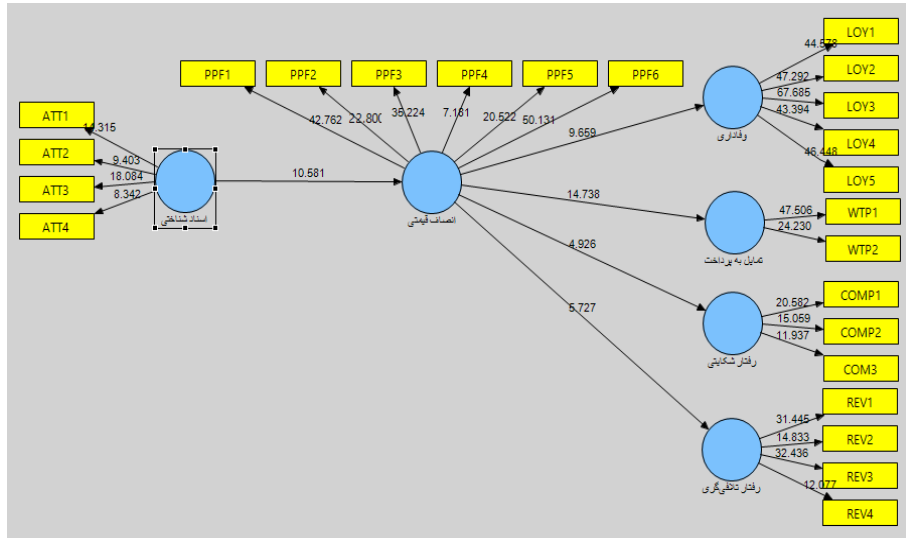 LOY1
44.578
PPF1
PPF2
PPF3
PPF4
PPF5
PPF6
47.292
LOY2
67.685
LOY3
43.394
LOY4
46.448
LOY5
وفاداری
ATT1
14.315
ATT2
9.403
ATT3
18.084
ATT4
8.342
اسناد شناختی
42.762
22.800
35.224
7.181
20.522
50.131
9.659
10.581
انصاف قیمتی
14.738
47.506
WTP1
24.230
WTP2
تمایل به پرداخت
4.926
20.582
COMP1
15.059
COMP2
11.937
COM3
رفتار شکایتی
5.727
31.445
REV1
14.833
REV2
32.436
REV3
12.077
REV4
رفتار تلافی‌گری